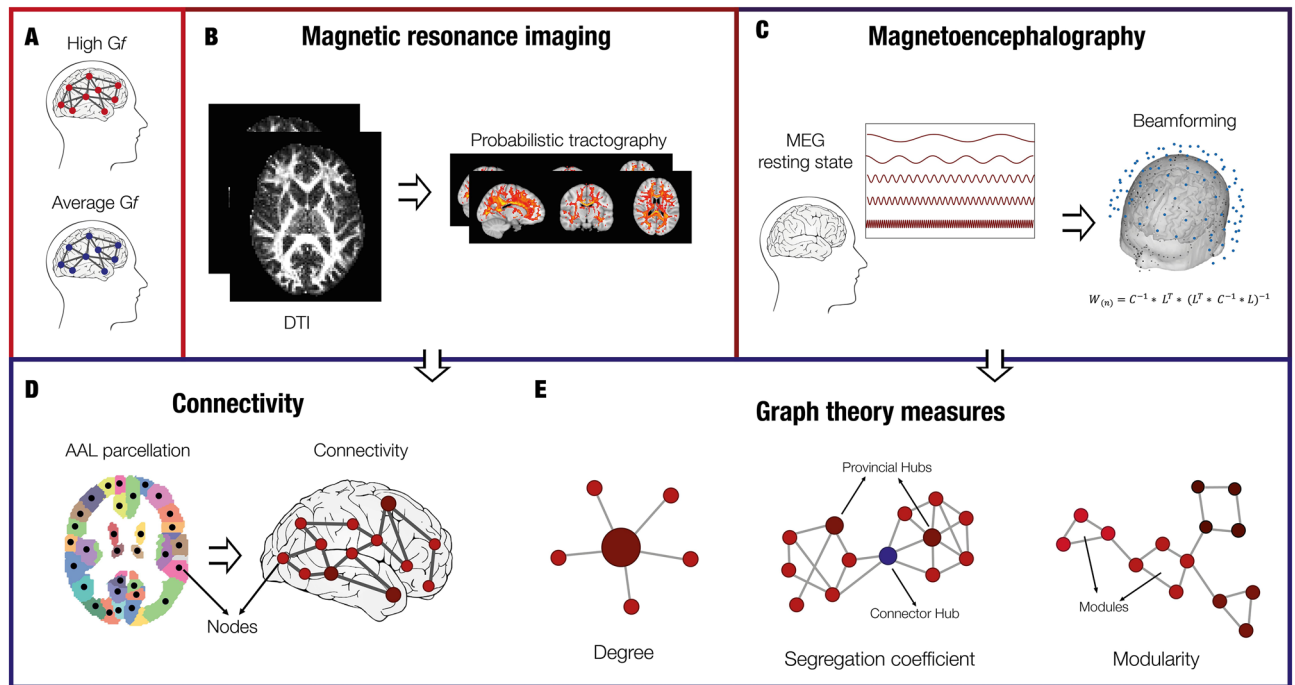 A
High Gf
Average Gf
B
Magnetic resonance imaging
DTI
Probabilistic tractography
C
Magnetoencephalography
MEG
resting state
Beamforming
W₍ₙ₎ = C⁻¹ * Lᵀ * (Lᵀ * C⁻¹ * L)⁻¹
D
Connectivity
AAL parcellation
Connectivity
Nodes
E
Graph theory measures
Degree
Provincial Hubs
Connector Hub
Segregation coefficient
Modules
Modularity